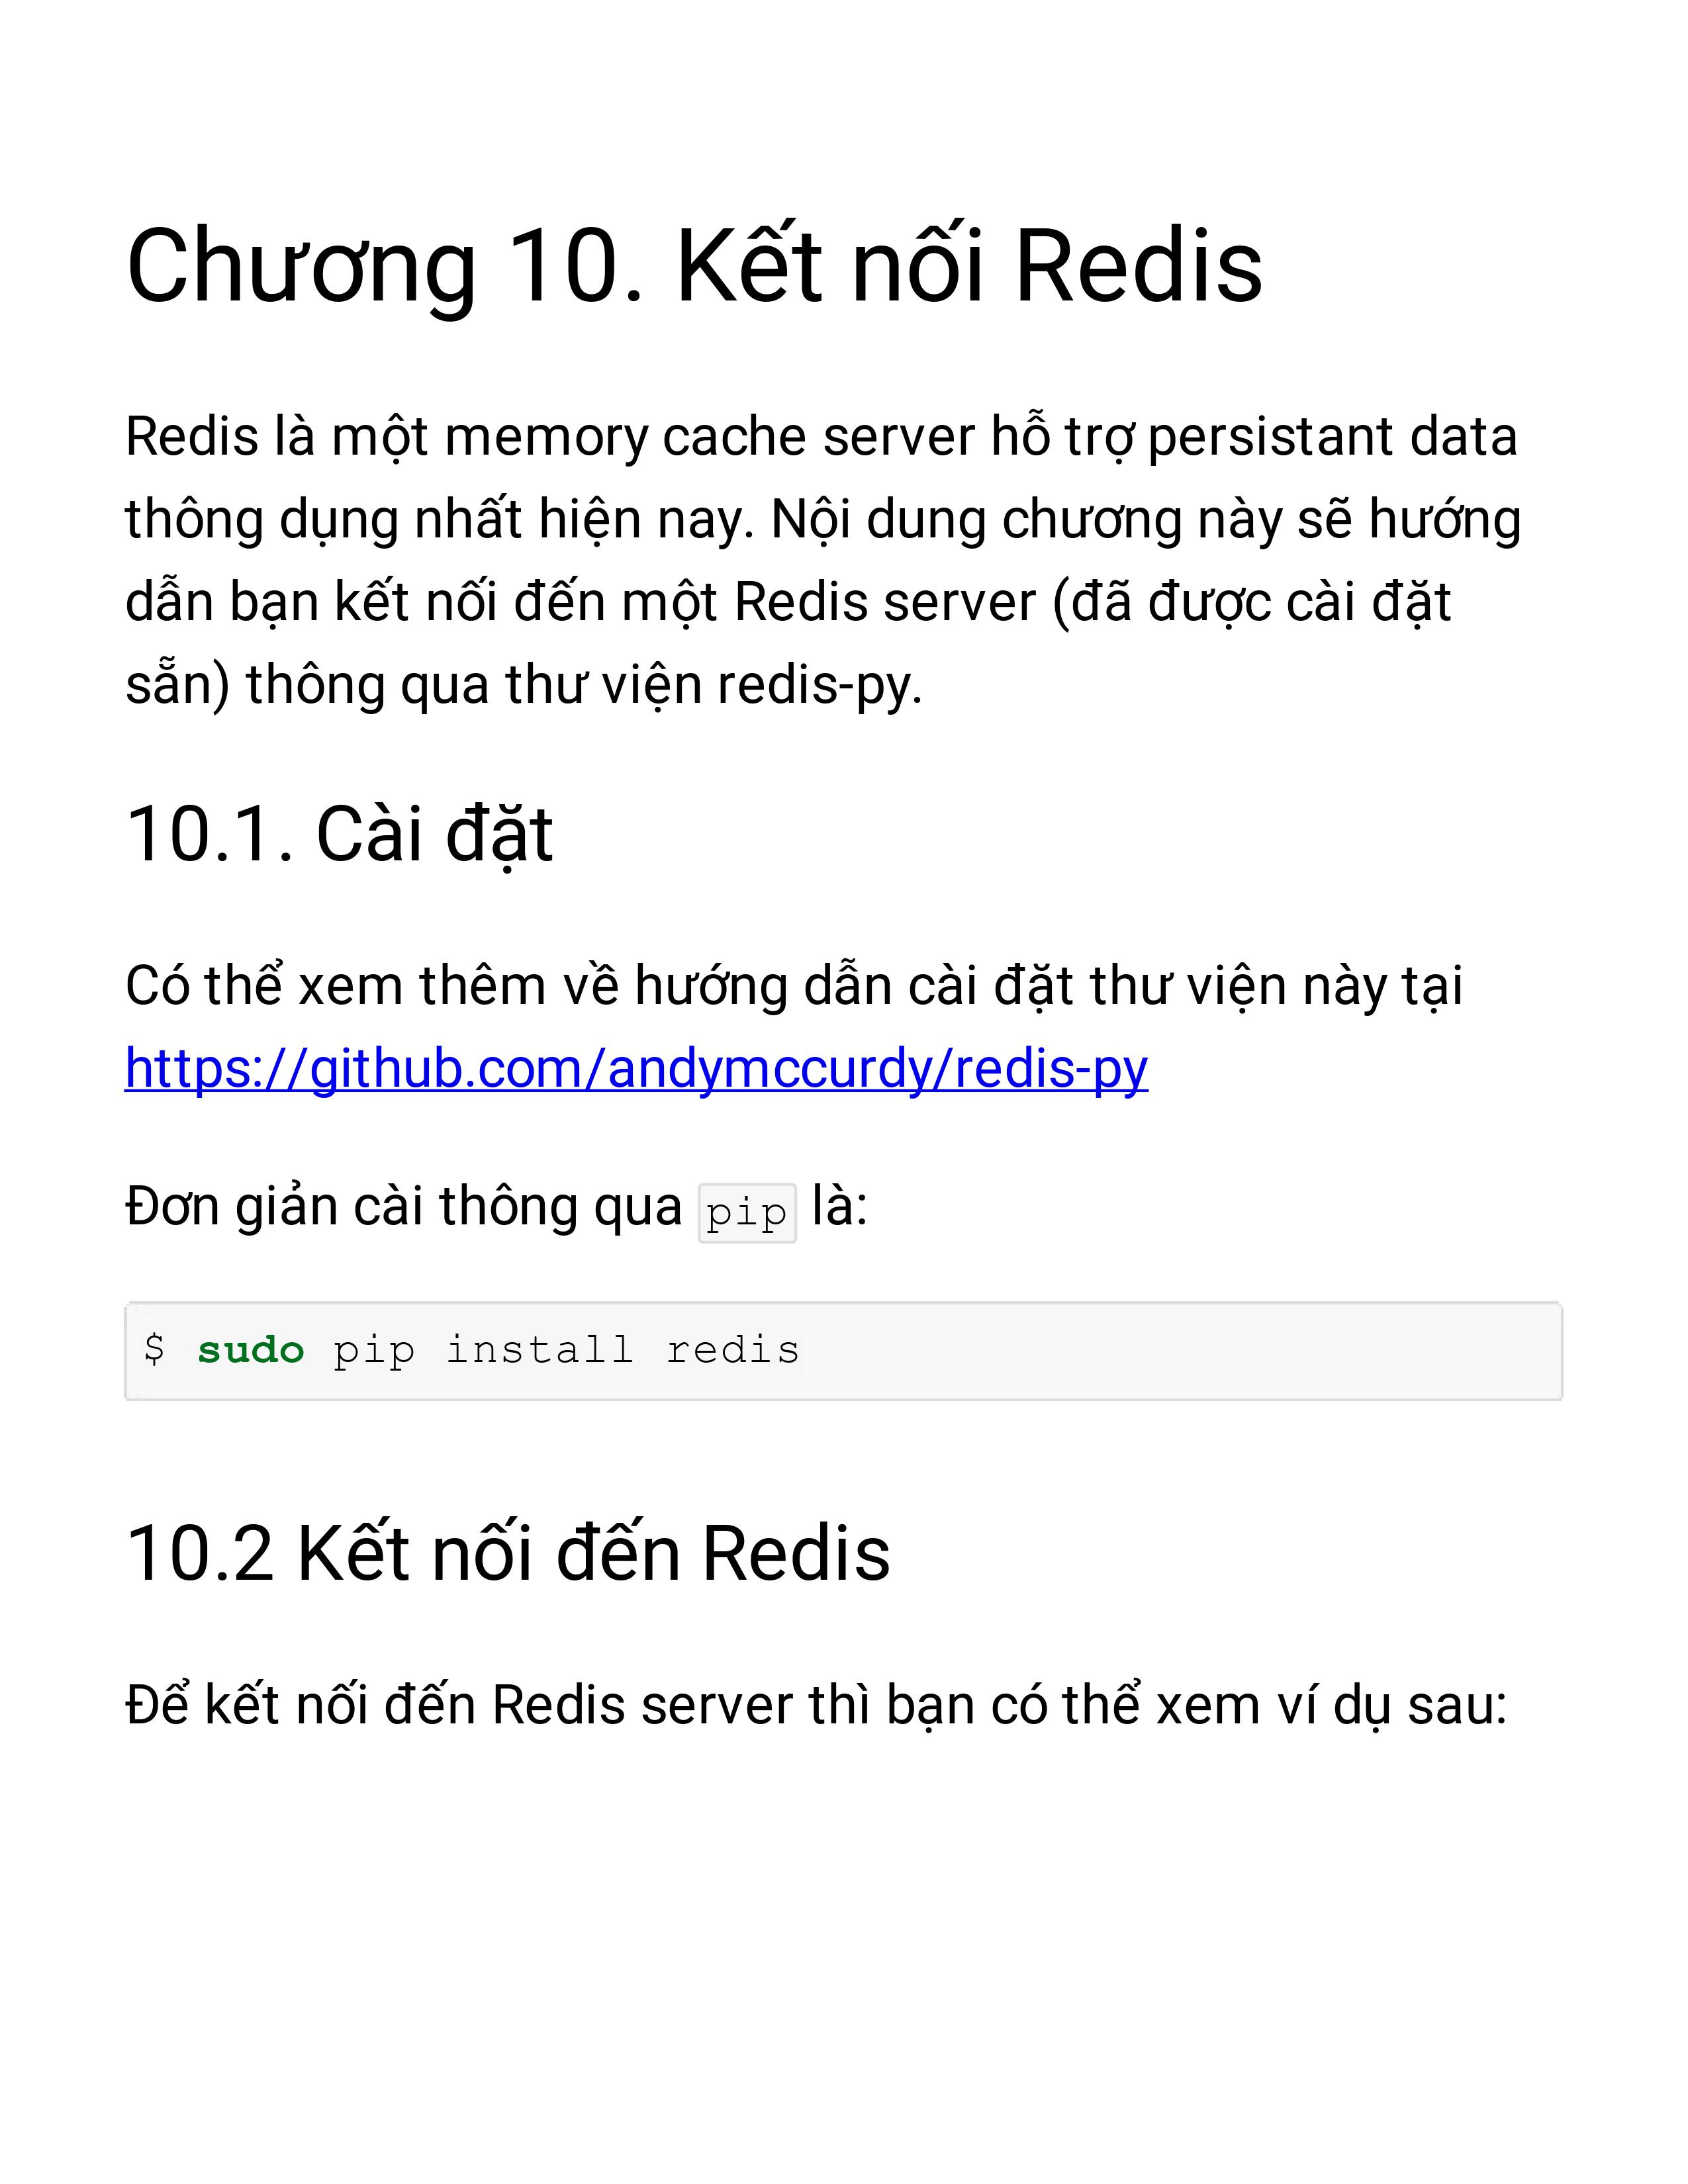 Chương 10. Kết nối Redis
Redis là một memory cache server hỗ trợ persistant data
thông dụng nhất hiện nay. Nội dung chương này sẽ hướng
dẫn bạn kết nối đến một Redis server (đã được cài đặt
sẵn) thông qua thư viện redis-py.
10.1. Cài đặt
Có thể xem thêm về hướng dẫn cài đặt thư viện này tại
https://github.com/andymccurdy/redis-py
Đơn giản cài thông qua pip là:
$ sudo pip install redis
10.2 Kết nối đến Redis
Để kết nối đến Redis server thì bạn có thể xem ví dụ sau: